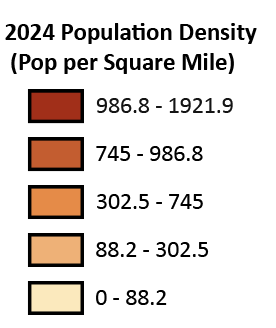 2024 Population Density
(Pop per Square Mile)
986.8 - 1921.9
745 - 986.8
302.5 - 745
88.2 - 302.5
0 - 88.2